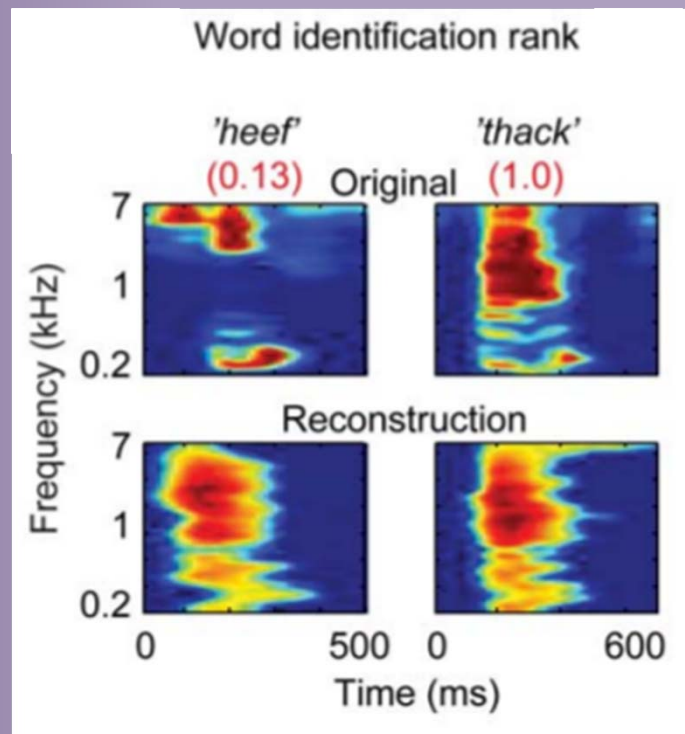 Word identification rank
'heef' 'thack'
(0.13) Original (1.0)
Frequency (kHz)
7
1
0.2
Reconstruction
7
1
0.2
0 500 0 600
Time (ms)